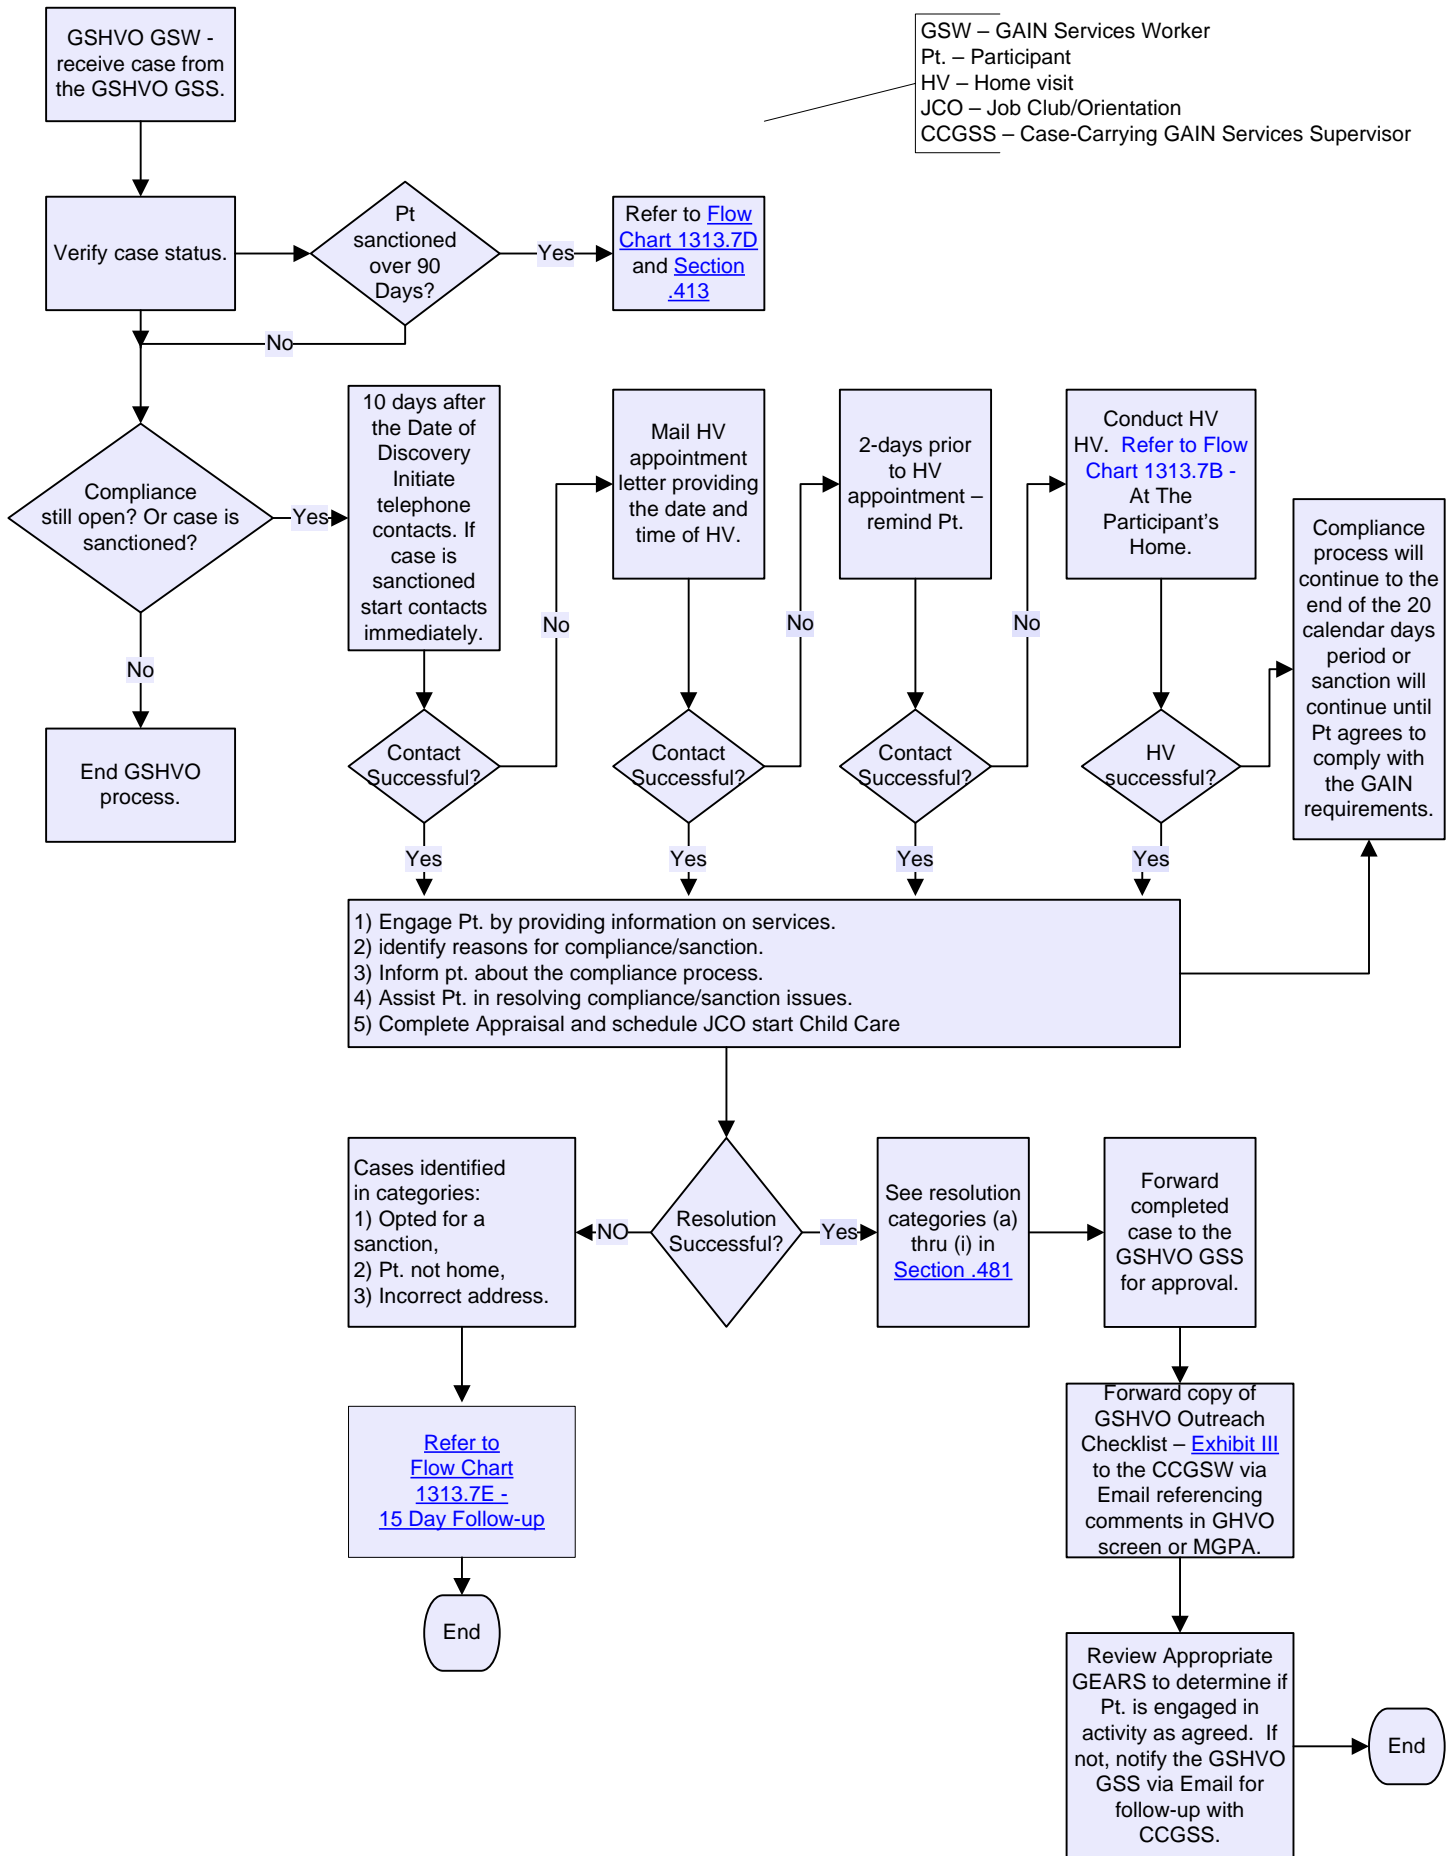 GSHVO GSW -
receive case from
the GSHVO GSS.
GSW – GAIN Services Worker
Pt. – Participant
HV – Home visit
JCO – Job Club/Orientation
CCGSS – Case-Carrying GAIN Services Supervisor
Verify case status.
Pt
sanctioned
over 90
Days?
Yes
Refer to Flow
Chart 1313.7D
and Section
.413
No
Compliance
still open? Or case is
sanctioned?
Yes
No
End GSHVO
process.
10 days after
the Date of
Discovery
Initiate
telephone
contacts. If
case is
sanctioned
start contacts
immediately.
No
Mail HV
appointment
letter providing
the date and
time of HV.
No
2-days prior
to HV
appointment –
remind Pt.
No
Conduct HV
HV.  Refer to Flow
Chart 1313.7B -
At The
Participant's
Home.
Compliance
process will
continue to the
end of the 20
calendar days
period or
sanction will
continue until
Pt agrees to
comply with
the GAIN
requirements.
Contact
Successful?
Contact
Successful?
Contact
Successful?
HV
successful?
Yes
Yes
Yes
Yes
1) Engage Pt. by providing information on services.
2) identify reasons for compliance/sanction.
3) Inform pt. about the compliance process.
4) Assist Pt. in resolving compliance/sanction issues.
5) Complete Appraisal and schedule JCO start Child Care
Cases identified
in categories:
1) Opted for a
sanction,
2) Pt. not home,
3) Incorrect address.
NO
Resolution
Successful?
Yes
See resolution
categories (a)
thru (i) in
Section .481
Forward
completed
case to the
GSHVO GSS
for approval.
Refer to
Flow Chart
1313.7E -
15 Day Follow-up
End
Forward copy of
GSHVO Outreach
Checklist – Exhibit III
to the CCGSW via
Email referencing
comments in GHVO
screen or MGPA.
Review Appropriate
GEARS to determine if
Pt. is engaged in
activity as agreed.  If
not, notify the GSHVO
GSS via Email for
follow-up with
CCGSS.
End